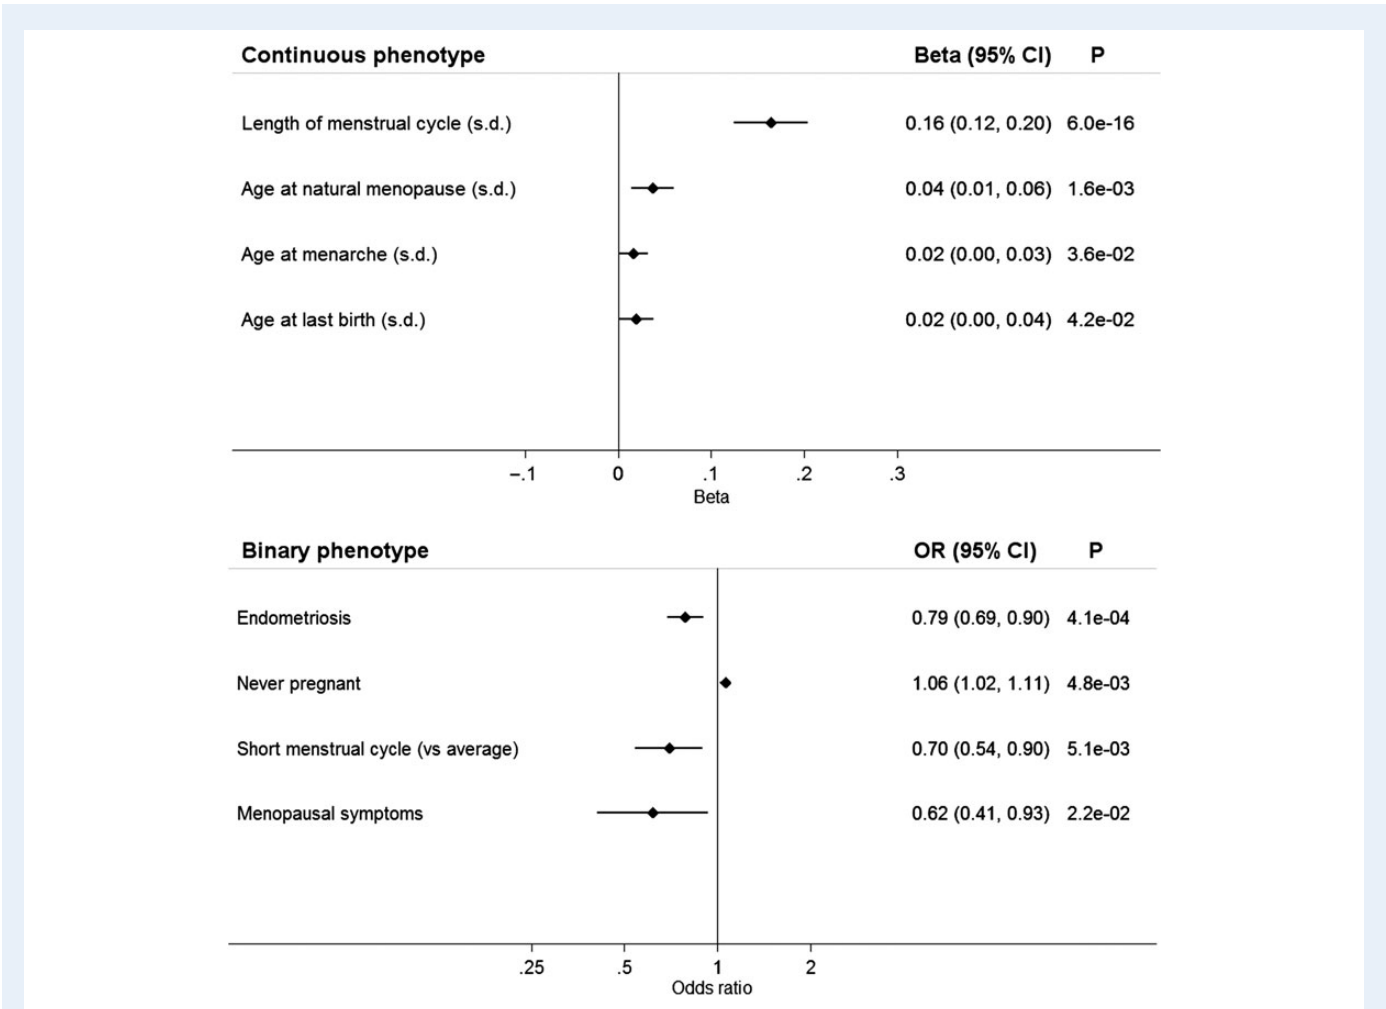 Continuous phenotype Beta (95% CI) P
Length of menstrual cycle (s.d.) 0.16 (0.12, 0.20) 6.0e-16
Age at natural menopause (s.d.) 0.04 (0.01, 0.06) 1.6e-03
Age at menarche (s.d.) 0.02 (0.00, 0.03) 3.6e-02
Age at last birth (s.d.) 0.02 (0.00, 0.04) 4.2e-02
–.1 0 .1 .2 .3
Beta
Binary phenotype OR (95% CI) P
Endometriosis 0.79 (0.69, 0.90) 4.1e-04
Never pregnant 1.06 (1.02, 1.11) 4.8e-03
Short menstrual cycle (vs average) 0.70 (0.54, 0.90) 5.1e-03
Menopausal symptoms 0.62 (0.41, 0.93) 2.2e-02
.25 .5 1 2
Odds ratio